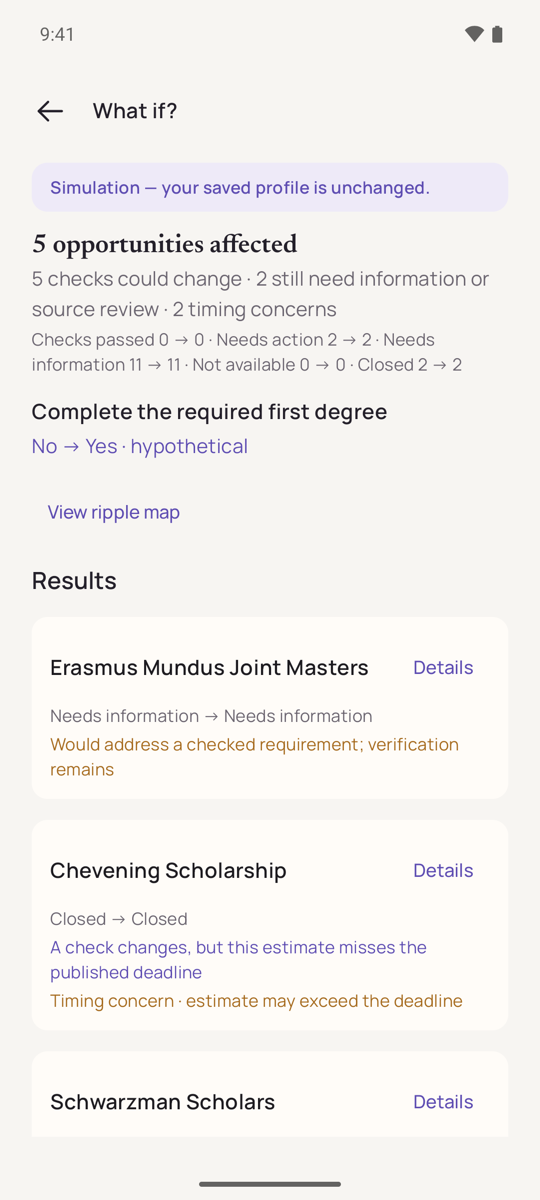 9:41
What if?
Simulation — your saved profile is unchanged.
5 opportunities affected
5 checks could change · 2 still need information or
source review · 2 timing concerns
Checks passed 0 → 0 · Needs action 2 → 2 · Needs
information 11 → 11 · Not available 0 → 0 · Closed 2 → 2
Complete the required first degree
No → Yes · hypothetical
View ripple map
Results
Erasmus Mundus Joint Masters
Details
Needs information → Needs information
Would address a checked requirement; verification
remains
Chevening Scholarship
Details
Closed → Closed
A check changes, but this estimate misses the
published deadline
Timing concern · estimate may exceed the deadline
Schwarzman Scholars
Details